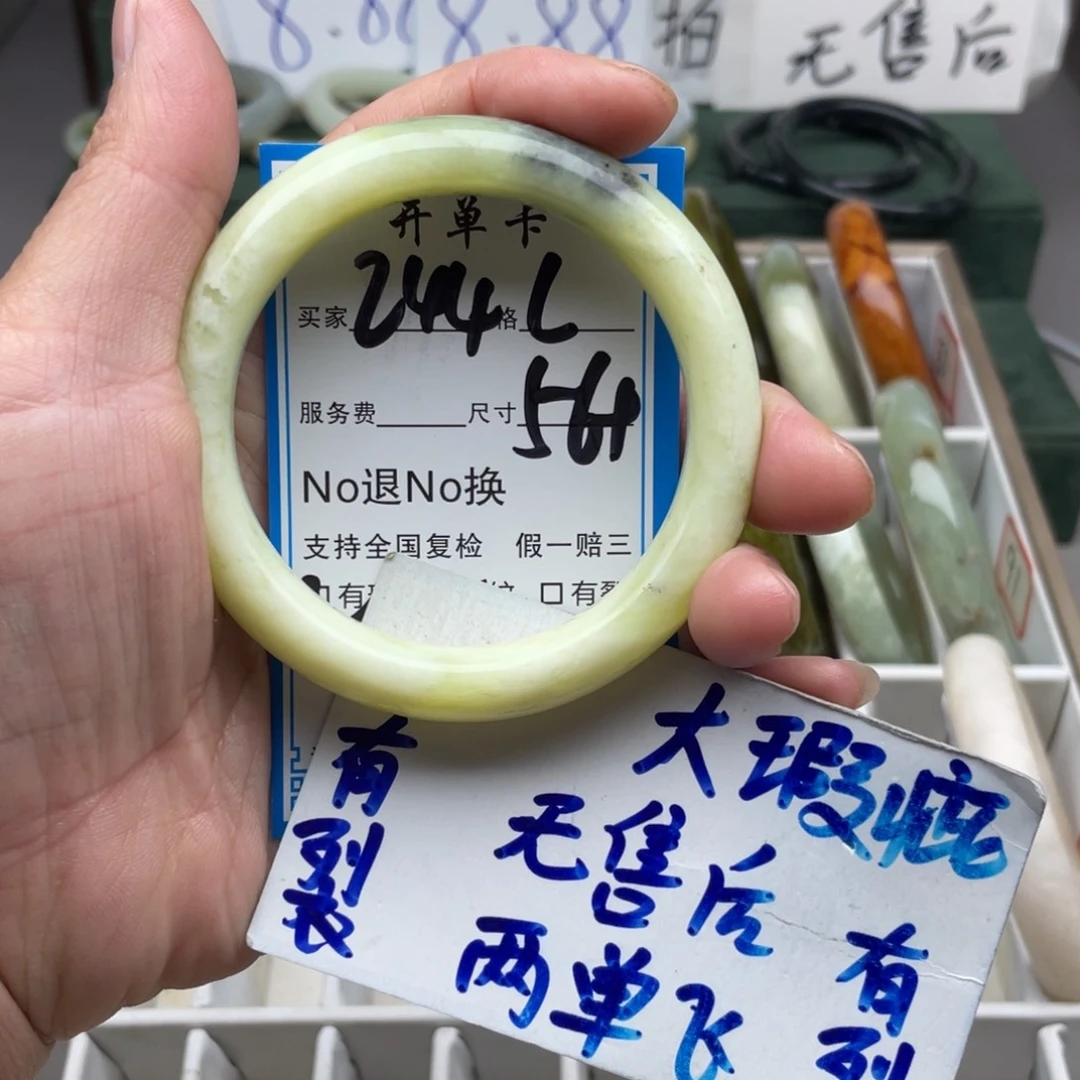 8.88
拍
无售后
开单卡
买家 244 格 L
服务费 尺寸 56H
No退No换
支持全国复检 假一赔三
有 口有裂
大瑕疵
无售后
两单飞
有裂
有裂